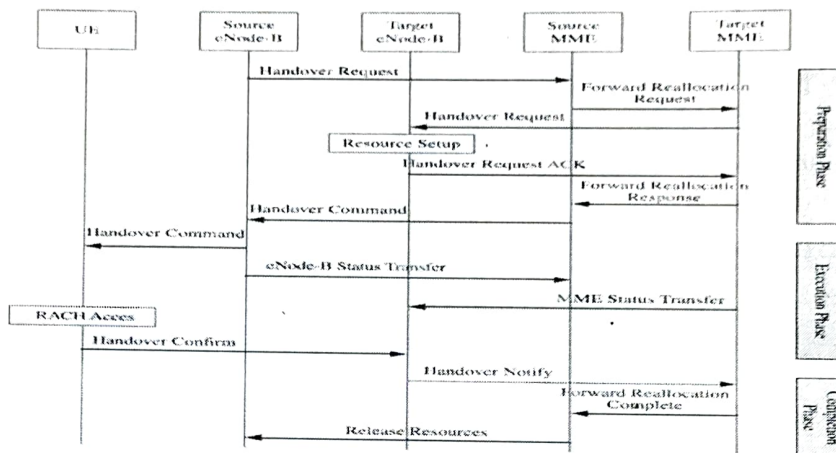 UE
Source
eNode-B
Target
eNode-B
Source
MME
Target
MME
Handover Request
Forward Reallocation
Request
Handover Request
Resource Setup
Handover Request ACK
Forward Reallocation
Response
Handover Command
Handover Command
eNode-B Status Transfer
MME Status Transfer
RACH Acces
Handover Confirm
Handover Notify
Forward Reallocation
Complete
Release Resources
Preparation Phase
Execution Phase
Completion
Phase